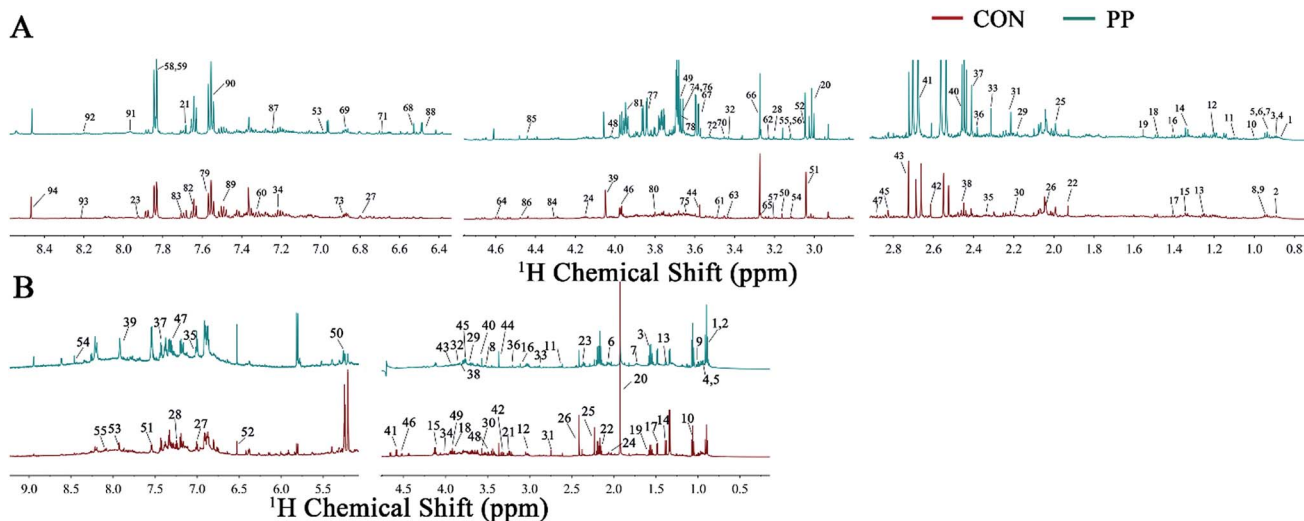 CON PP
A
58,59 90 92 91 21 87 53 69 71 68 88
94 93 23 83 82 79 89 60 34 73 27
85 48 81 77 49 74,76 67 78 72 70 32 66 62 28 55,56 52 20
64 86 84 24 39 46 80 75 44 61 63 65 57 50 54 51
41 40 37 36 33 31 29 25 19 18 16 14 12 11 10 5,6,7 3,4 1
45 43 42 38 35 30 26 22 17 15 13 8,9 2
8.4 8.2 8.0 7.8 7.6 7.4 7.2 7.0 6.8 6.6 6.4 4.6 4.4 4.2 4.0 3.8 3.6 3.4 3.2 3.0 2.8 2.6 2.4 2.2 2.0 1.8 1.6 1.4 1.2 1.0 0.8
¹H Chemical Shift (ppm) ¹H Chemical Shift (ppm)
B
54 39 37 47 35 50
55 53 51 28 27 52
43 32 45 38 29 40 8 44 36 16 33 11 23 6 20 7 3 13 9 4,5 1,2
41 46 15 34 49 18 48 30 42 21 12 31 26 25 22 24 19 17 14 10
9.0 8.5 8.0 7.5 7.0 6.5 6.0 5.5 4.5 4.0 3.5 3.0 2.5 2.0 1.5 1.0 0.5
¹H Chemical Shift (ppm)